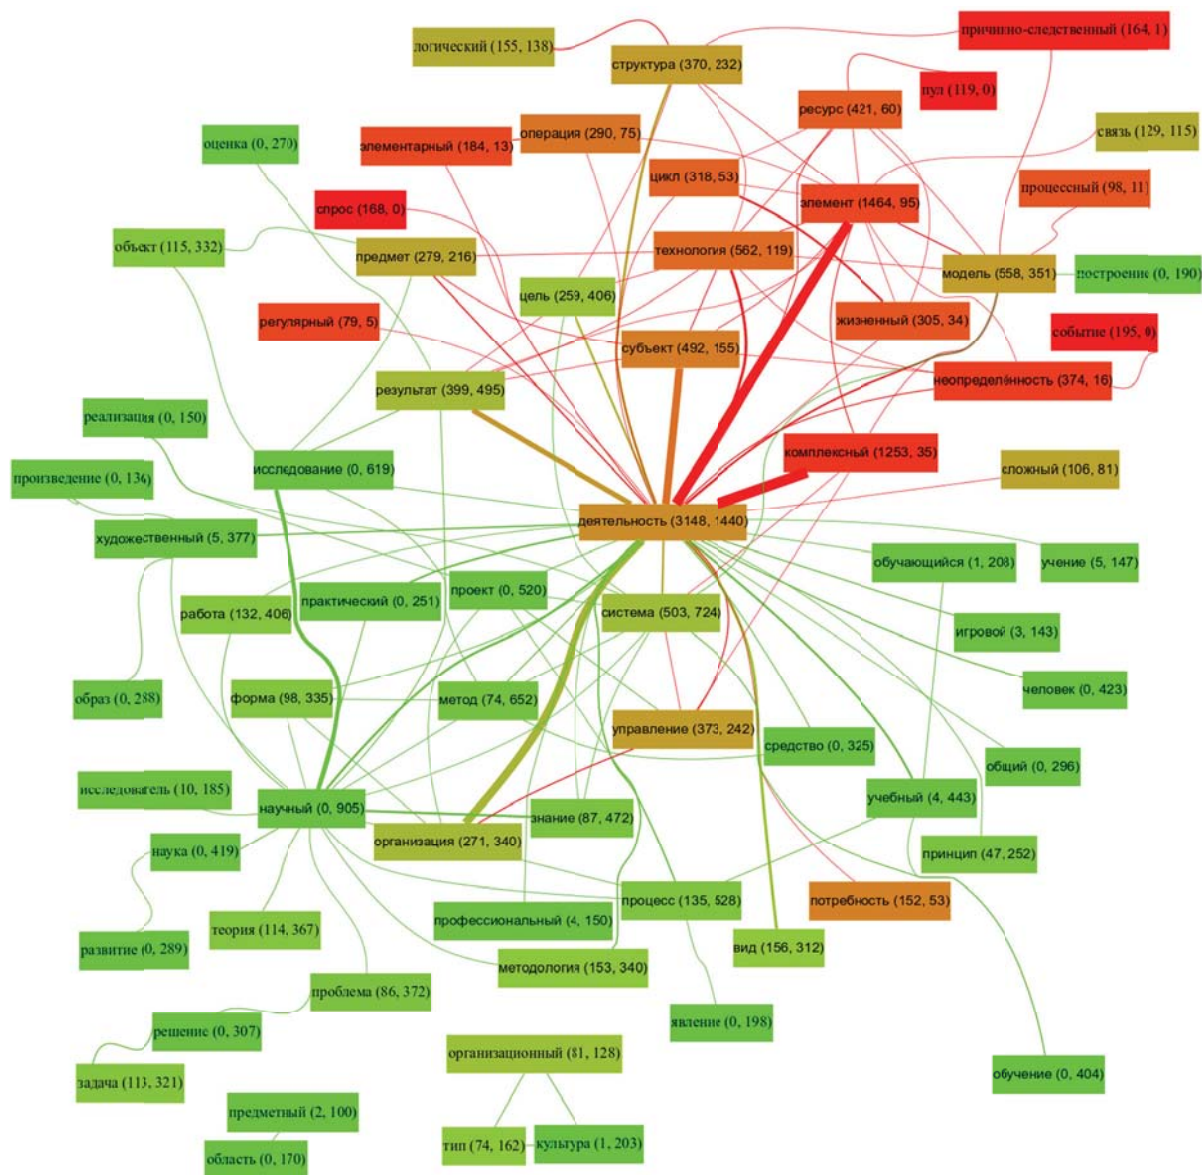 логический (155, 138)
причинно-следственный (164, 1)
структура (370, 232)
пул (119, 0)
ресурс (421, 60)
связь (129, 115)
оценка (0, 270)
операция (290, 75)
элементарный (184, 13)
цикл (318, 53)
процессный (98, 11)
элемент (1464, 95)
спрос (168, 0)
объект (115, 332)
предмет (279, 216)
технология (562, 119)
модель (558, 351)
построение (0, 190)
цель (259, 406)
регулярный (79, 5)
жизненный (305, 34)
событие (195, 0)
субъект (492, 155)
результат (399, 495)
неопределённость (374, 16)
реализация (0, 150)
исследование (0, 619)
комплексный (1253, 35)
сложный (106, 81)
произведение (0, 136)
деятельность (3148, 1440)
художественный (5, 377)
обучающийся (1, 208)
учение (5, 147)
проект (0, 520)
практический (0, 251)
работа (132, 406)
система (503, 724)
игровой (3, 143)
образ (0, 288)
форма (98, 335)
метод (74, 652)
человек (0, 423)
управление (373, 242)
средство (0, 325)
общий (0, 296)
исследователь (10, 185)
научный (0, 905)
знание (87, 472)
учебный (4, 443)
наука (0, 419)
организация (271, 340)
принцип (47, 252)
теория (114, 367)
профессиональный (4, 150)
процесс (135, 528)
потребность (152, 53)
развитие (0, 289)
методология (153, 340)
вид (156, 312)
проблема (86, 372)
явление (0, 198)
решение (0, 307)
организационный (81, 128)
задача (113, 321)
обучение (0, 404)
предметный (2, 100)
тип (74, 162)
культура (1, 203)
область (0, 170)